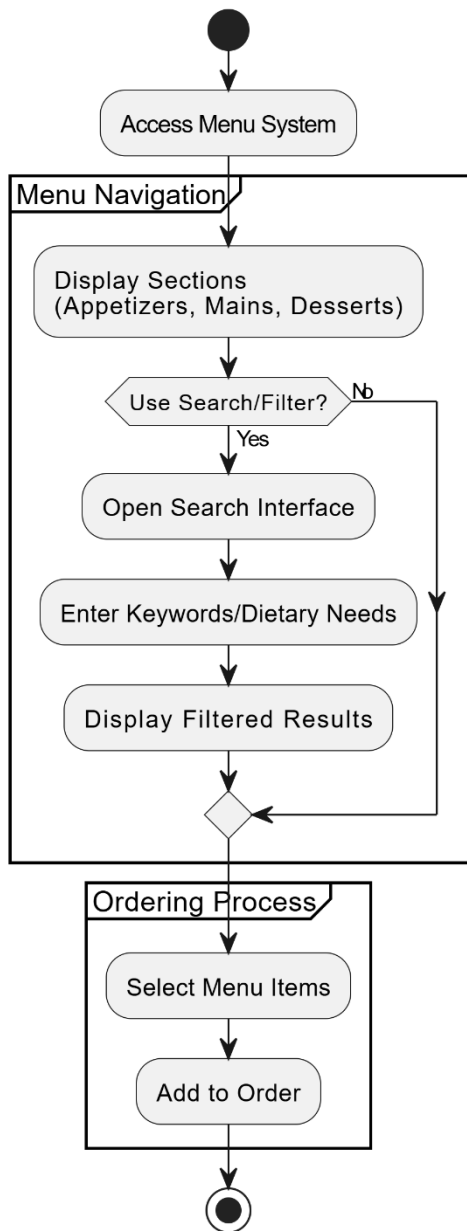 Access Menu System
Menu Navigation
Display Sections
(Appetizers, Mains, Desserts)
Use Search/Filter?
No
Yes
Open Search Interface
Enter Keywords/Dietary Needs
Display Filtered Results
Ordering Process
Select Menu Items
Add to Order